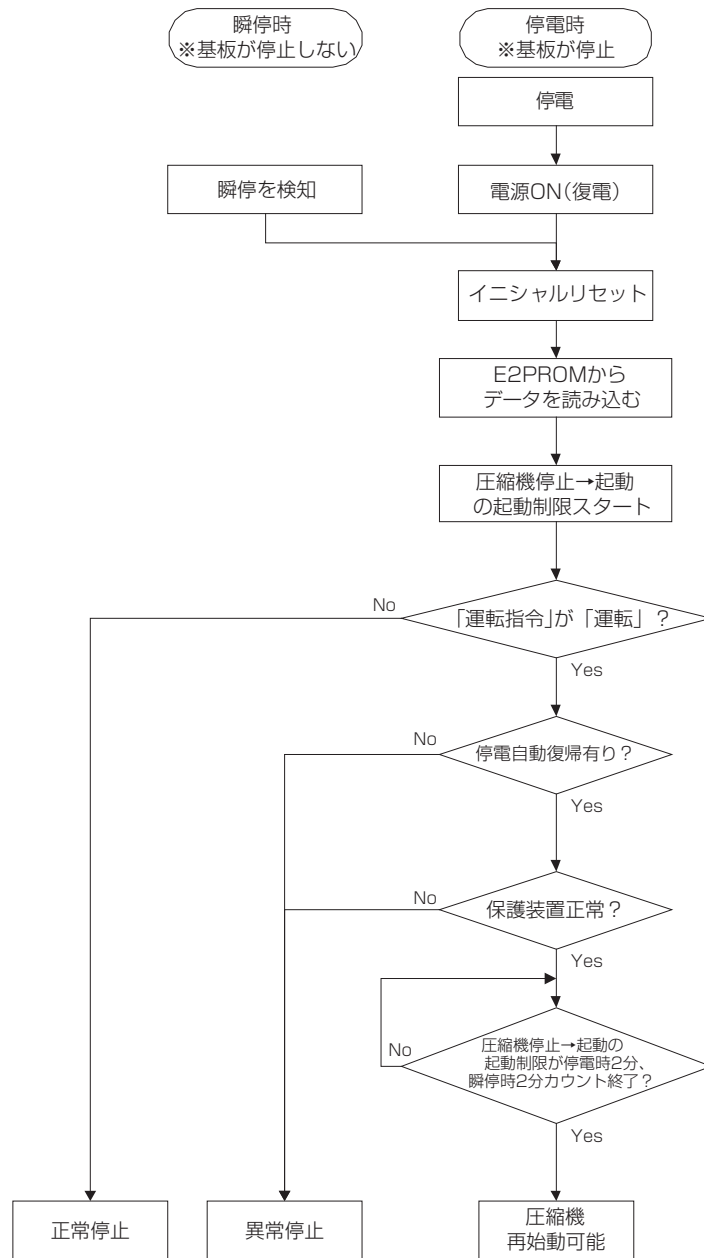 瞬停時
※基板が停止しない
停電時
※基板が停止
停電
瞬停を検知
電源ON(復電)
イニシャルリセット
E2PROMから
データを読み込む
圧縮機停止→起動
の起動制限スタート
No
「運転指令」が「運転」?
Yes
No
停電自動復帰有り?
Yes
No
保護装置正常?
Yes
No
圧縮機停止→起動の
起動制限が停電時2分、
瞬停時2分カウント終了?
Yes
正常停止
異常停止
圧縮機
再始動可能